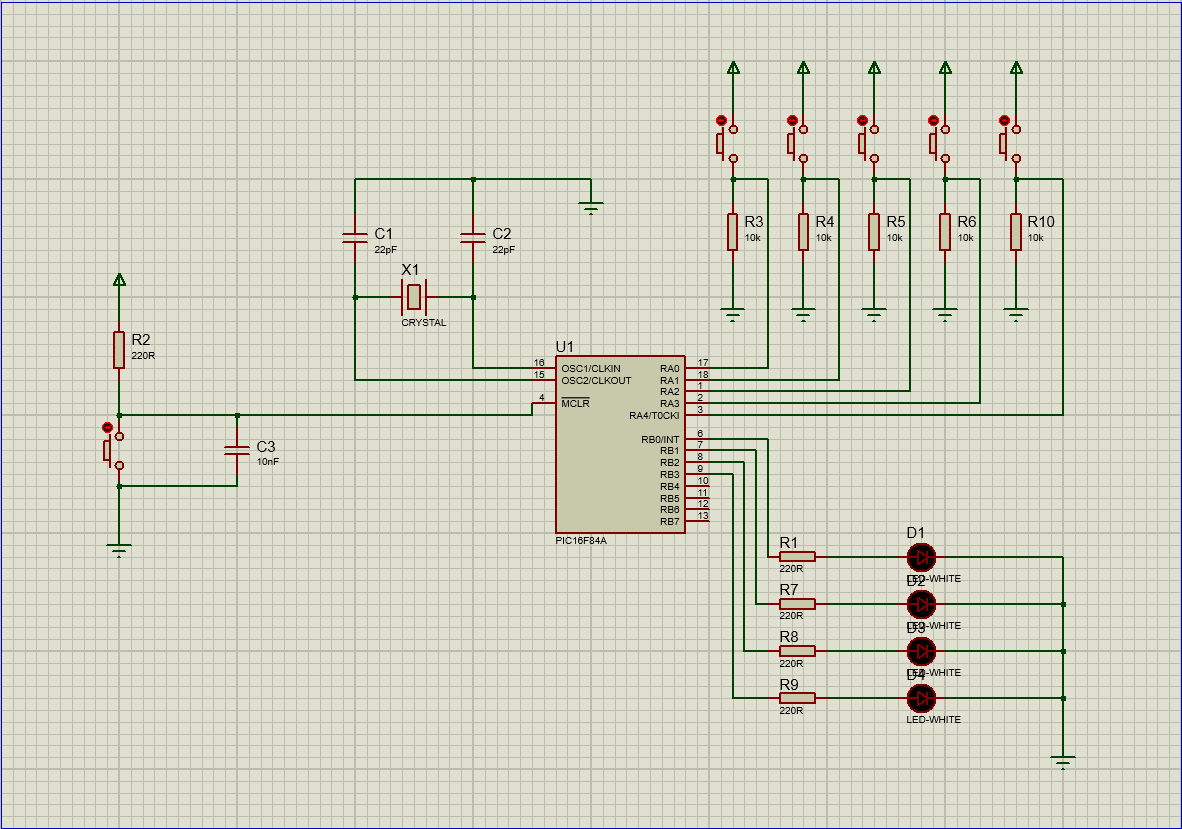 R3
10k
R4
10k
R5
10k
R6
10k
R10
10k
C1
22pF
C2
22pF
X1
CRYSTAL
R2
220R
C3
10nF
U1
16
OSC1/CLKIN
15
OSC2/CLKOUT
4
MCLR
RA0
17
RA1
18
RA2
1
RA3
2
RA4/T0CKI
3
RB0/INT
6
RB1
7
RB2
8
RB3
9
RB4
10
RB5
11
RB6
12
RB7
13
PIC16F84A
R1
220R
D1
LED-WHITE
R7
220R
D2
LED-WHITE
R8
220R
D3
LED-WHITE
R9
220R
D4
LED-WHITE